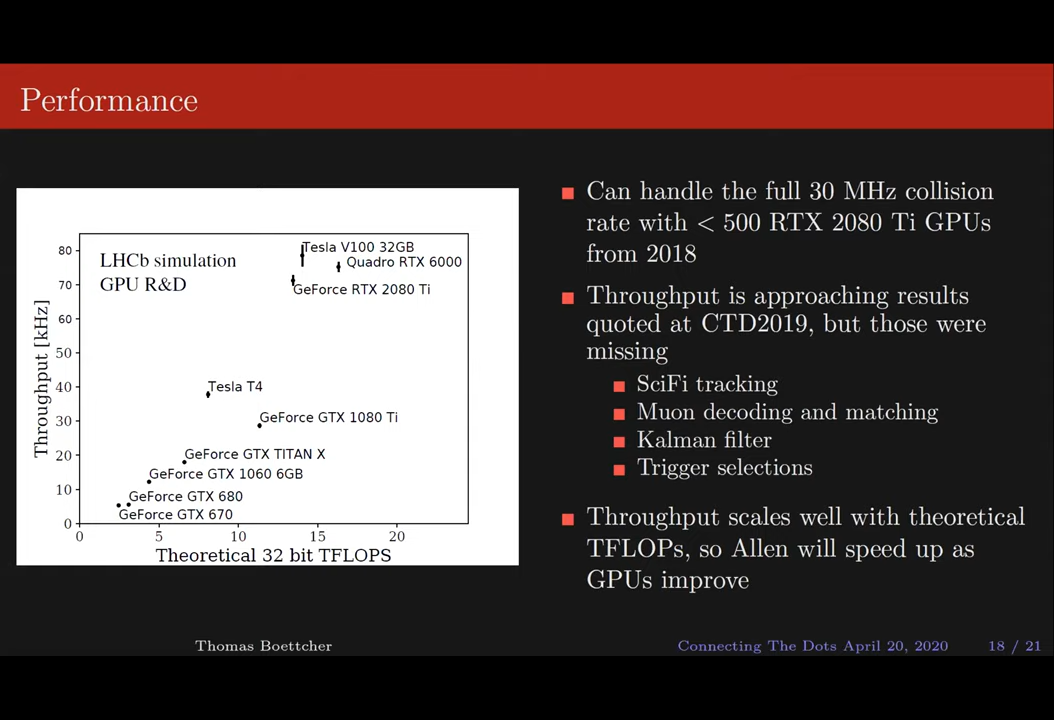 Performance
LHCb simulation
GPU R&D
Tesla V100 32GB
Quadro RTX 6000
GeForce RTX 2080 Ti
Tesla T4
GeForce GTX 1080 Ti
GeForce GTX TITAN X
GeForce GTX 1060 6GB
GeForce GTX 680
GeForce GTX 670
Throughput [kHz]
80
70
60
50
40
30
20
10
0
0 5 10 15 20
Theoretical 32 bit TFLOPS
Can handle the full 30 MHz collision
rate with < 500 RTX 2080 Ti GPUs
from 2018
Throughput is approaching results
quoted at CTD2019, but those were
missing
SciFi tracking
Muon decoding and matching
Kalman filter
Trigger selections
Throughput scales well with theoretical
TFLOPs, so Allen will speed up as
GPUs improve
Thomas Boettcher
Connecting The Dots April 20, 2020
18 / 21